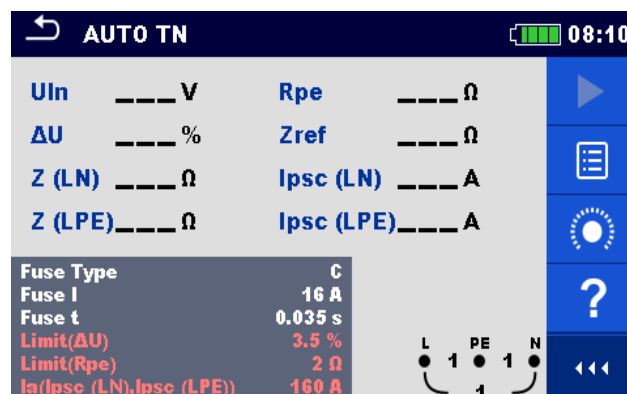 AUTO TN 08:10
Uln ___V Rpe ___Ω
ΔU ___% Zref ___Ω
Z (LN) ___Ω Ipsc (LN) ___A
Z (LPE)___Ω Ipsc (LPE)___A
Fuse Type C
Fuse I 16 A
Fuse t 0.035 s
Limit(ΔU) 3.5 %
Limit(Rpe) 2 Ω
Ia(Ipsc (LN),Ipsc (LPE)) 160 A
?
L PE N
1 1
1